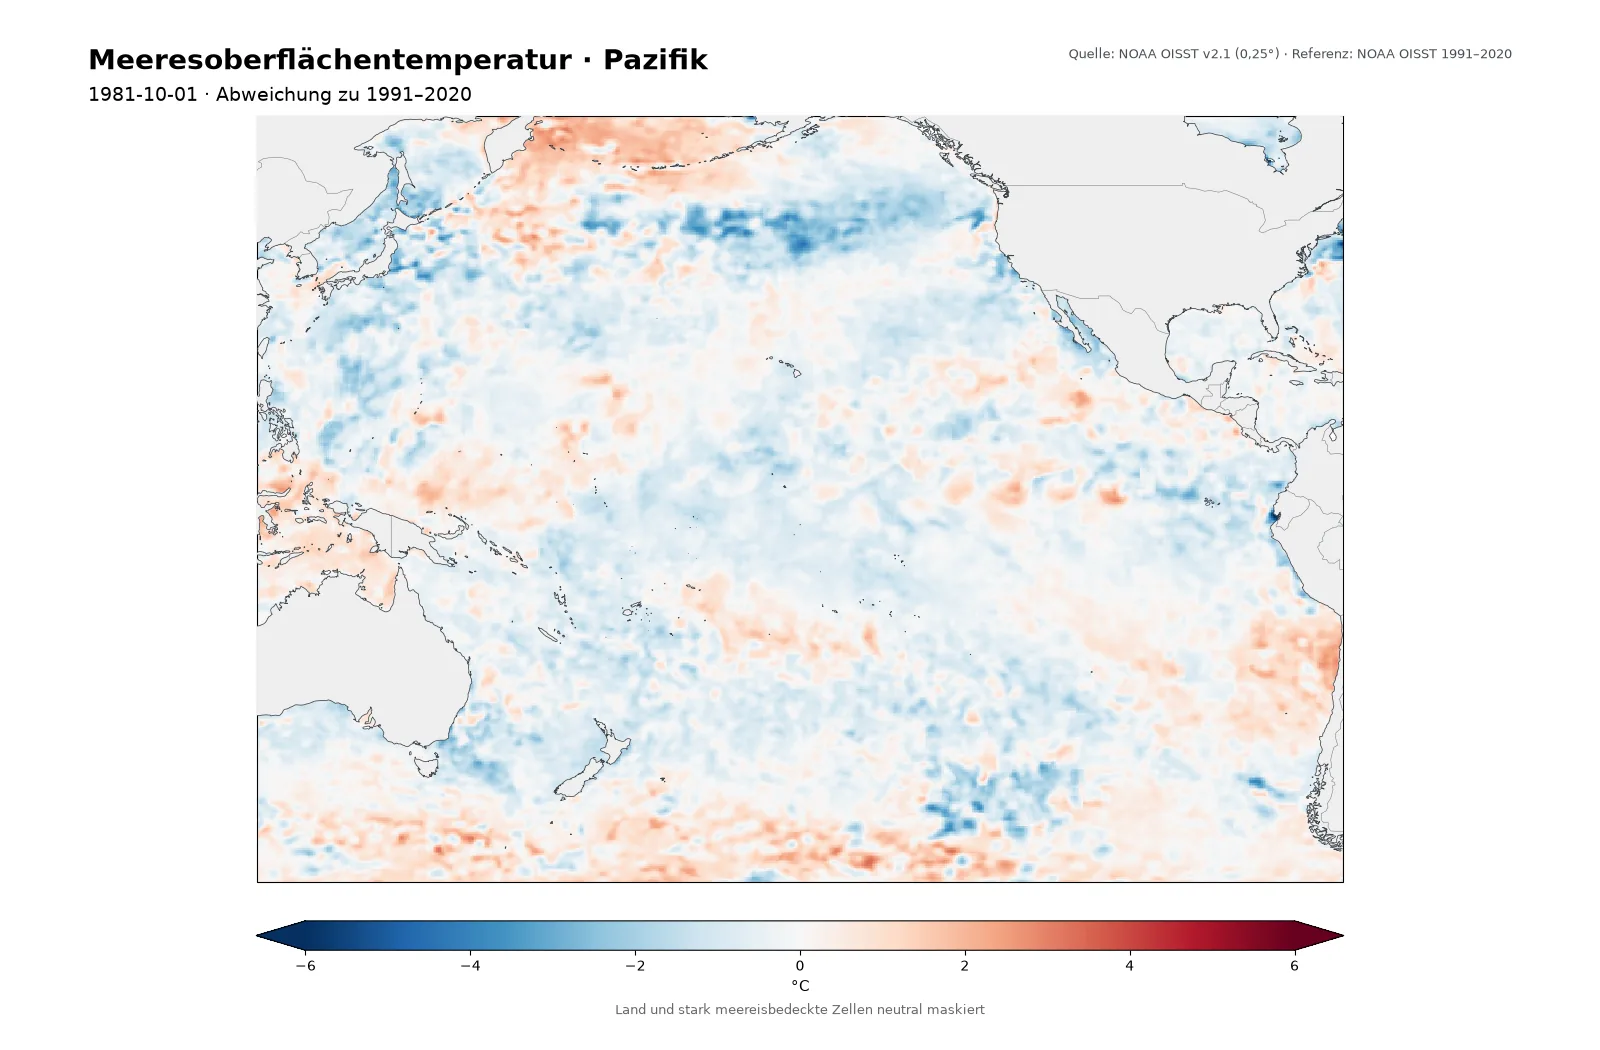 Meeresoberflächentemperatur · Pazifik
Quelle: NOAA OISST v2.1 (0,25°) · Referenz: NOAA OISST 1991–2020
1981-10-01 · Abweichung zu 1991–2020
−6 −4 −2 0 2 4 6
°C
Land und stark meereisbedeckte Zellen neutral maskiert